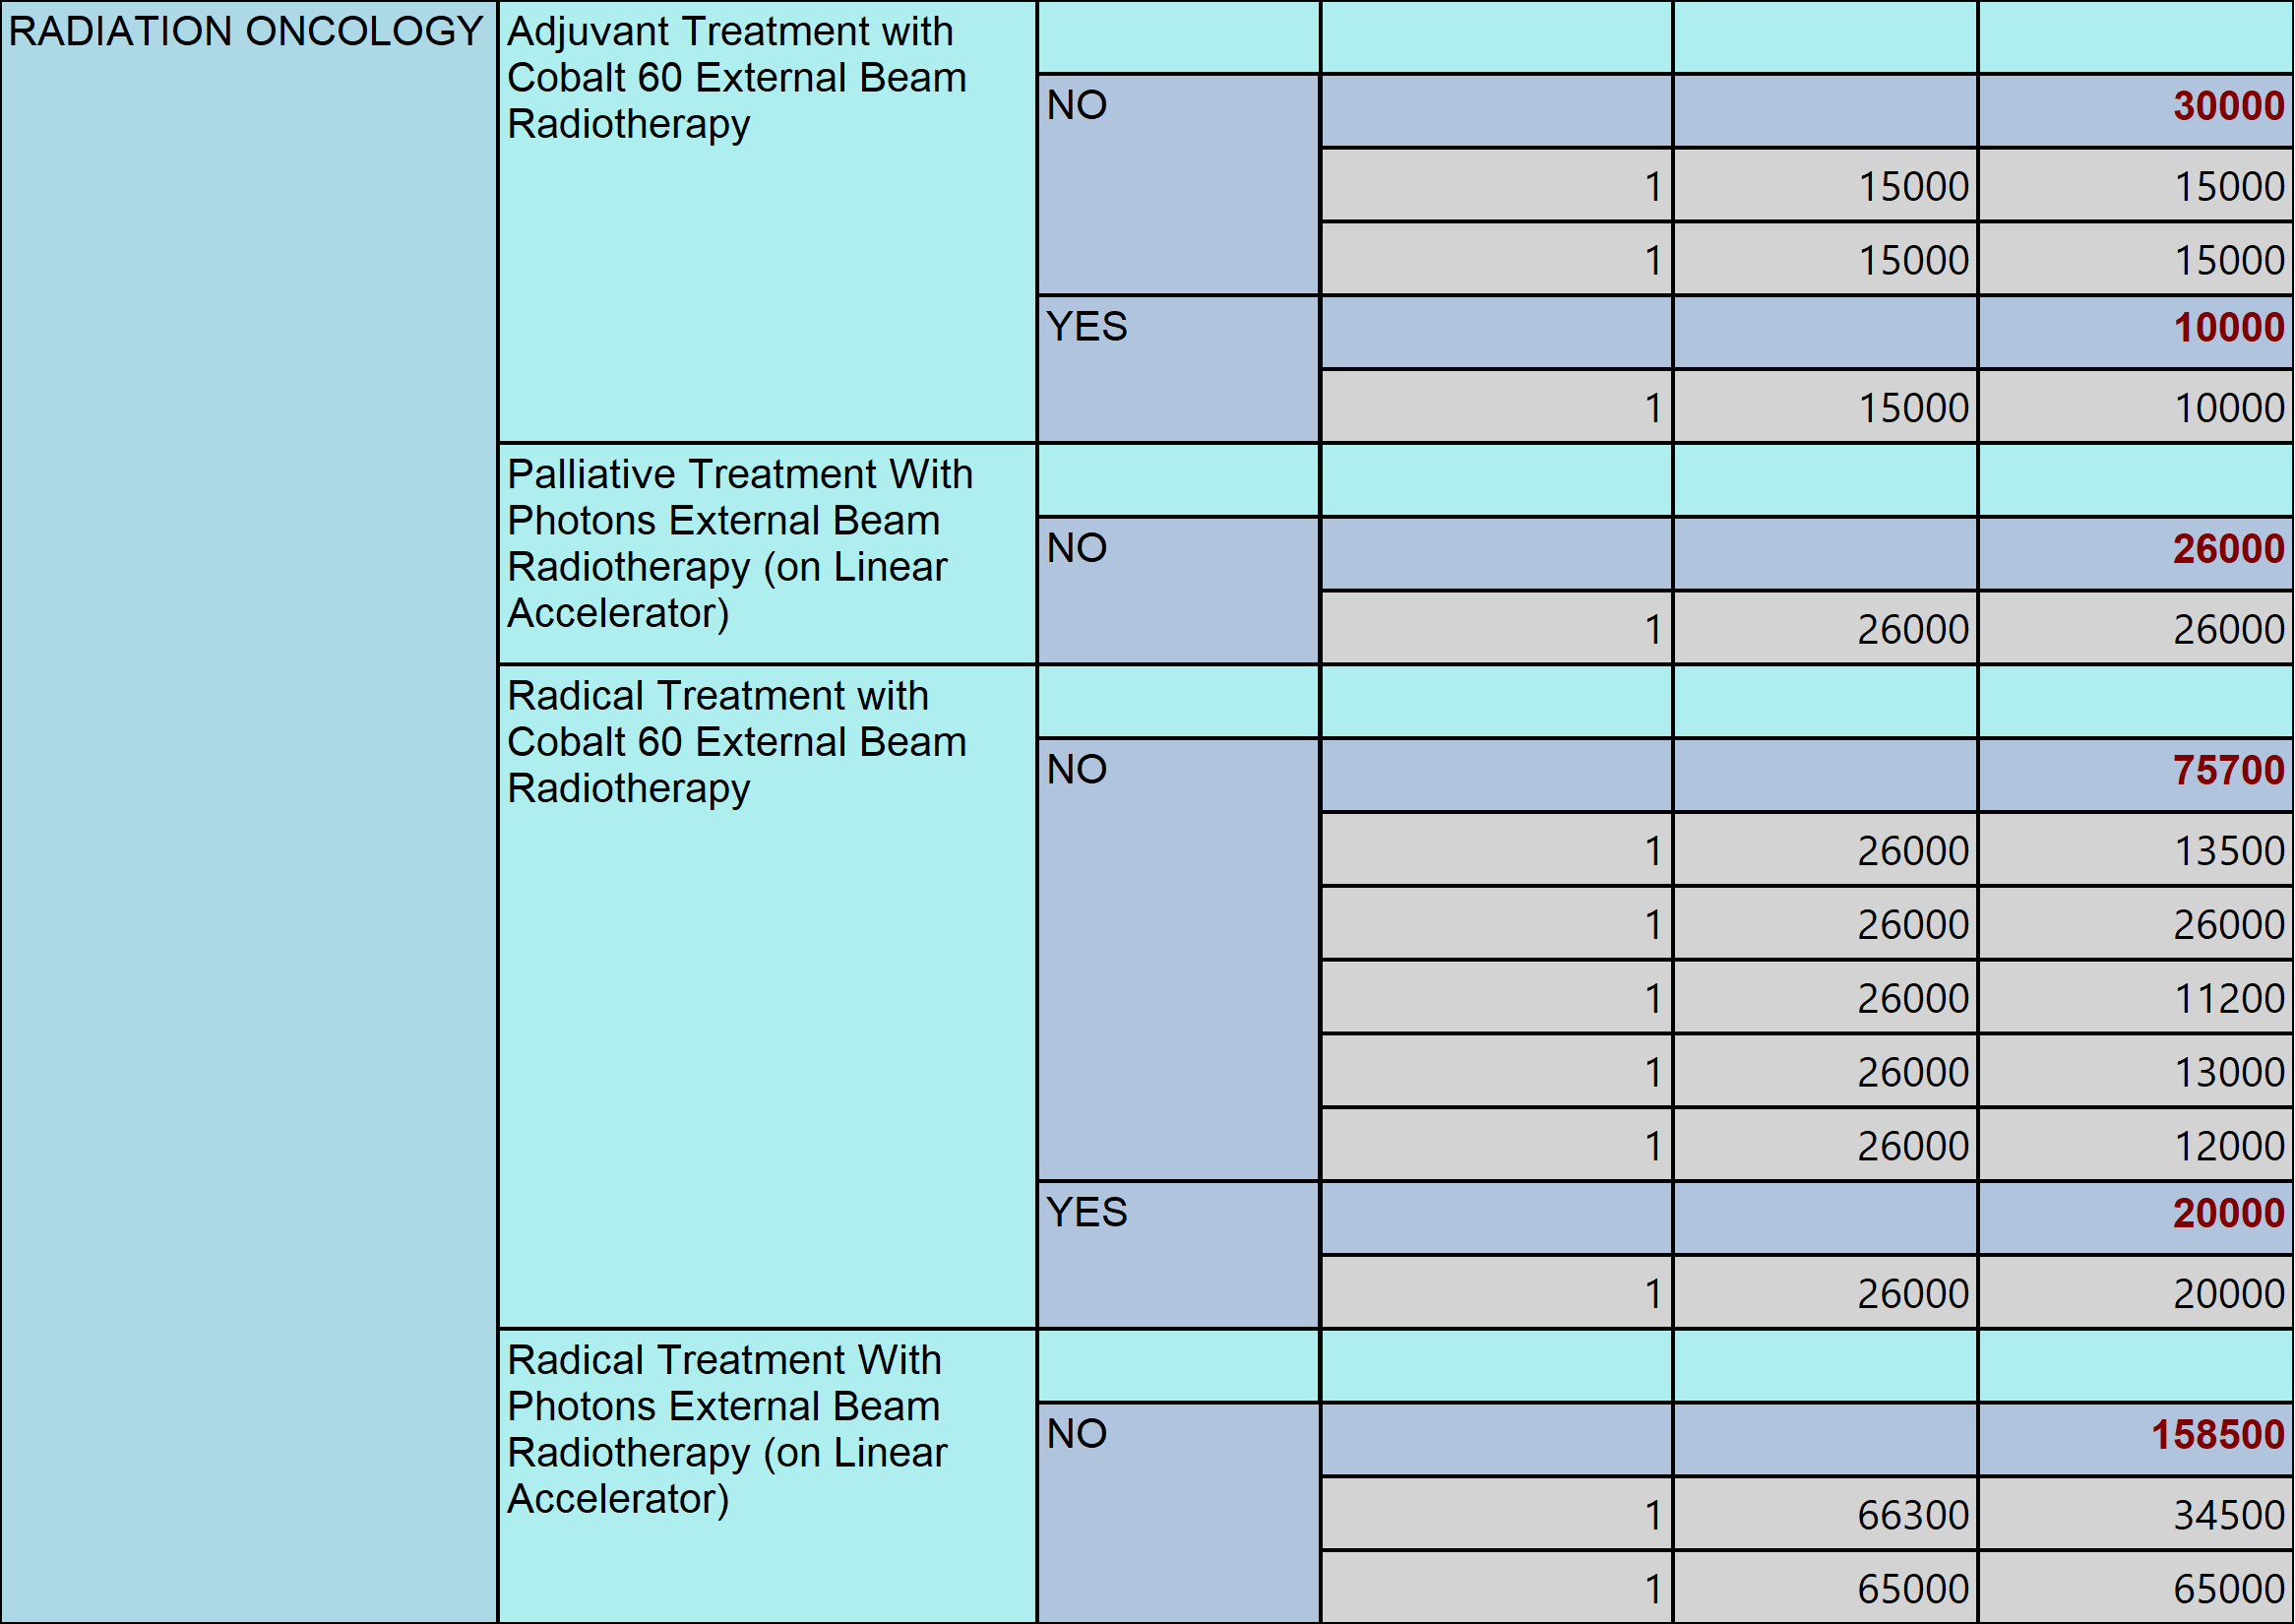 RADIATION ONCOLOGY
Adjuvant Treatment with
Cobalt 60 External Beam
Radiotherapy
NO
30000
1 15000 15000
1 15000 15000
YES
10000
1 15000 10000
Palliative Treatment With
Photons External Beam
Radiotherapy (on Linear
Accelerator)
NO
26000
1 26000 26000
Radical Treatment with
Cobalt 60 External Beam
Radiotherapy
NO
75700
1 26000 13500
1 26000 26000
1 26000 11200
1 26000 13000
1 26000 12000
YES
20000
1 26000 20000
Radical Treatment With
Photons External Beam
Radiotherapy (on Linear
Accelerator)
NO
158500
1 66300 34500
1 65000 65000